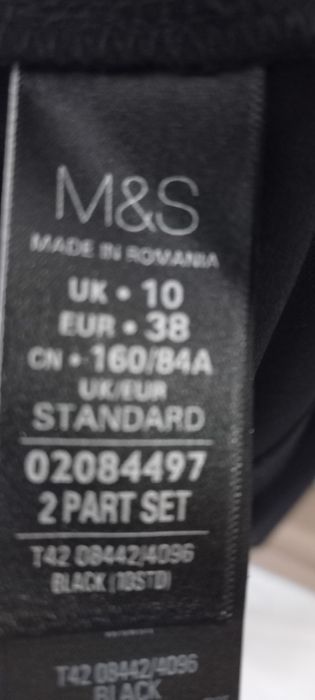 M&S
MADE IN ROMANIA
UK • 10
EUR • 38
CN • 160/84A
UK/EUR
STANDARD
02084497
2 PART SET
T42 08442/4096
BLACK (10STD)
T42 08442/4096
BLACK